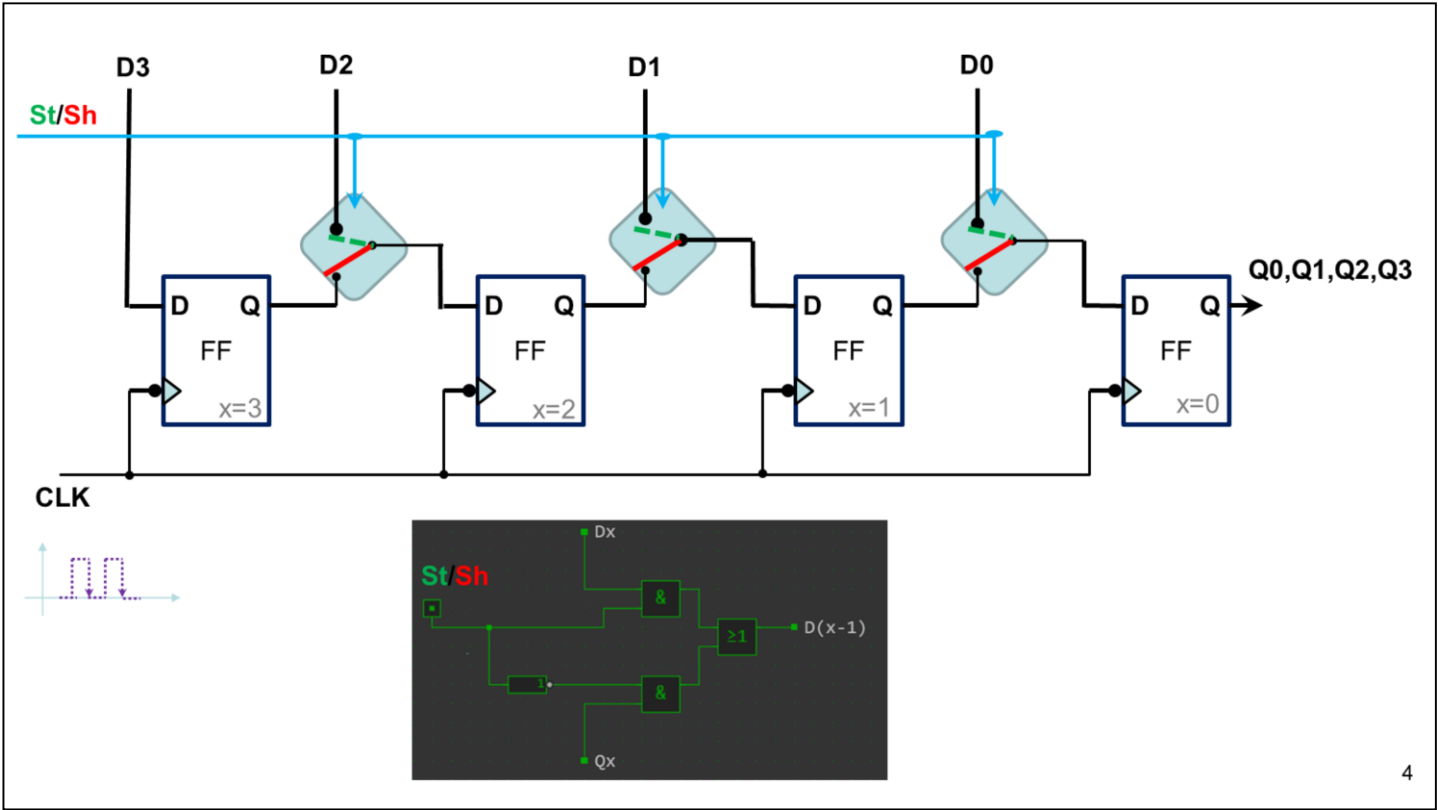 D3 D2 D1 D0
St/Sh
Q0,Q1,Q2,Q3
D Q D Q D Q D Q
FF FF FF FF
x=3 x=2 x=1 x=0
CLK
Dx
St/Sh
&
≥1 D(x-1)
1
&
Qx
4